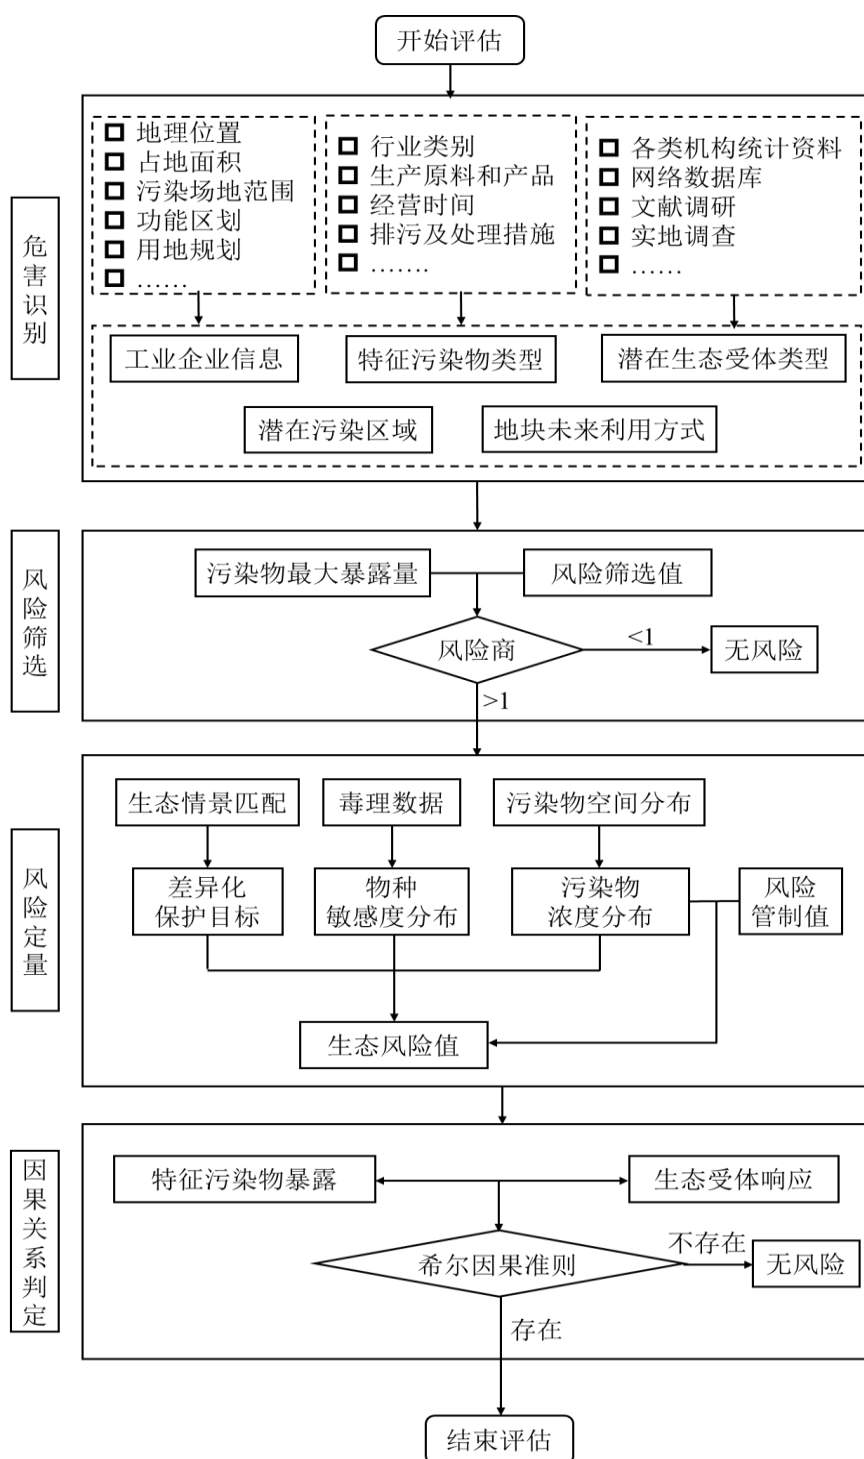 开始评估
危害识别
地理位置
占地面积
污染场地范围
功能区划
用地规划
……
行业类别
生产原料和产品
经营时间
排污及处理措施
…….
各类机构统计资料
网络数据库
文献调研
实地调查
……
工业企业信息
特征污染物类型
潜在生态受体类型
潜在污染区域
地块未来利用方式
风险筛选
污染物最大暴露量
风险筛选值
风险商
<1
无风险
>1
风险定量
生态情景匹配
毒理数据
污染物空间分布
差异化
保护目标
物种
敏感度分布
污染物
浓度分布
风险
管制值
生态风险值
因果关系判定
特征污染物暴露
生态受体响应
希尔因果准则
不存在
无风险
存在
结束评估